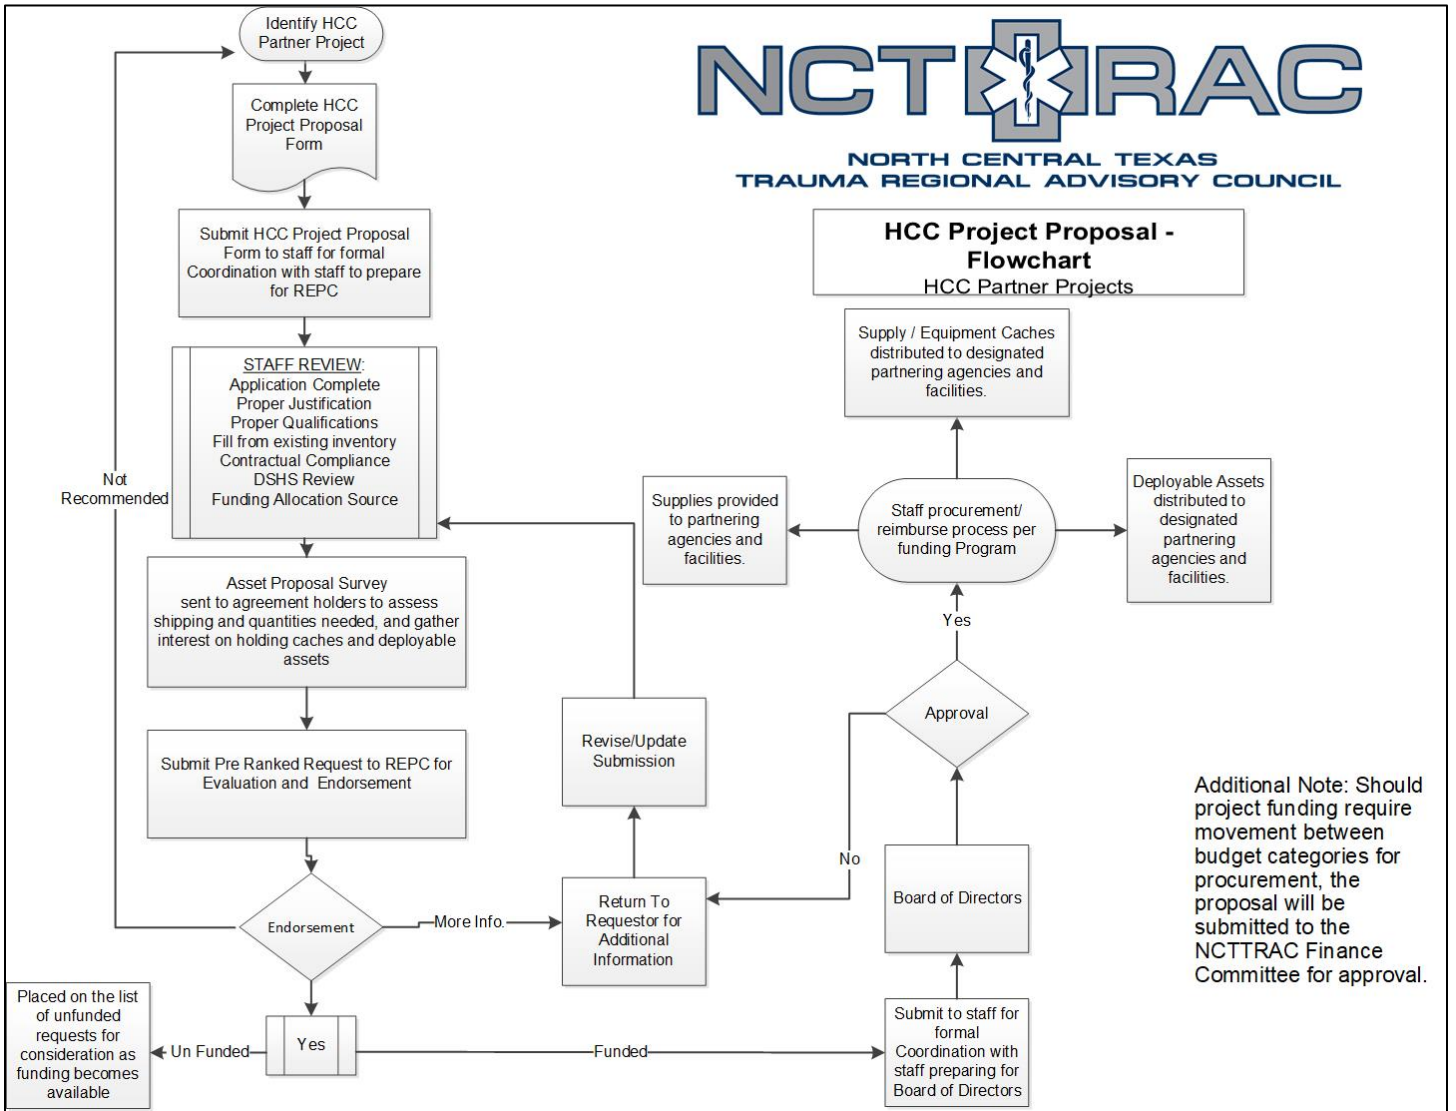 Identify HCC
Partner Project
Complete HCC
Project Proposal
Form
Submit HCC Project Proposal
Form to staff for formal
Coordination with staff to prepare
for REPC
STAFF REVIEW:
Application Complete
Proper Justification
Proper Qualifications
Fill from existing inventory
Contractual Compliance
DSHS Review
Funding Allocation Source
Not
Recommended
Asset Proposal Survey
sent to agreement holders to assess
shipping and quantities needed, and gather
interest on holding caches and deployable
assets
Submit Pre Ranked Request to REPC for
Evaluation and Endorsement
Endorsement
More Info.
Yes
Un Funded
Placed on the list
of unfunded
requests for
consideration as
funding becomes
available
Funded
Return To
Requestor for
Additional
Information
Revise/Update
Submission
NCTTRAC
NORTH CENTRAL TEXAS
TRAUMA REGIONAL ADVISORY COUNCIL
HCC Project Proposal -
Flowchart
HCC Partner Projects
Supply / Equipment Caches
distributed to designated
partnering agencies and
facilities.
Supplies provided
to partnering
agencies and
facilities.
Staff procurement/
reimburse process per
funding Program
Deployable Assets
distributed to
designated
partnering
agencies and
facilities.
Yes
Approval
No
Board of Directors
Submit to staff for
formal
Coordination with
staff preparing for
Board of Directors
Additional Note: Should
project funding require
movement between
budget categories for
procurement, the
proposal will be
submitted to the
NCTTRAC Finance
Committee for approval.